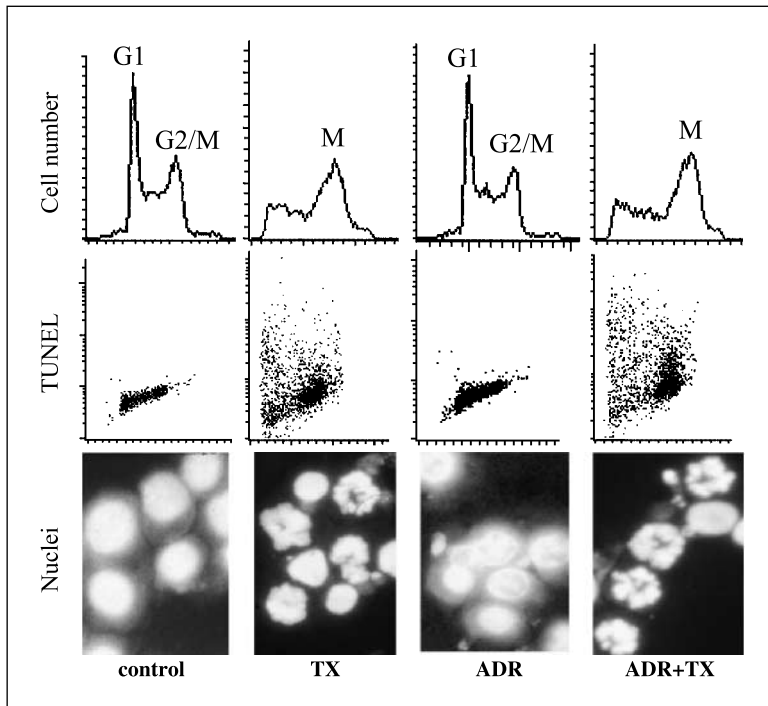 G1
G2/M
M
G1
G2/M
M
Cell number
TUNEL
Nuclei
control
TX
ADR
ADR+TX